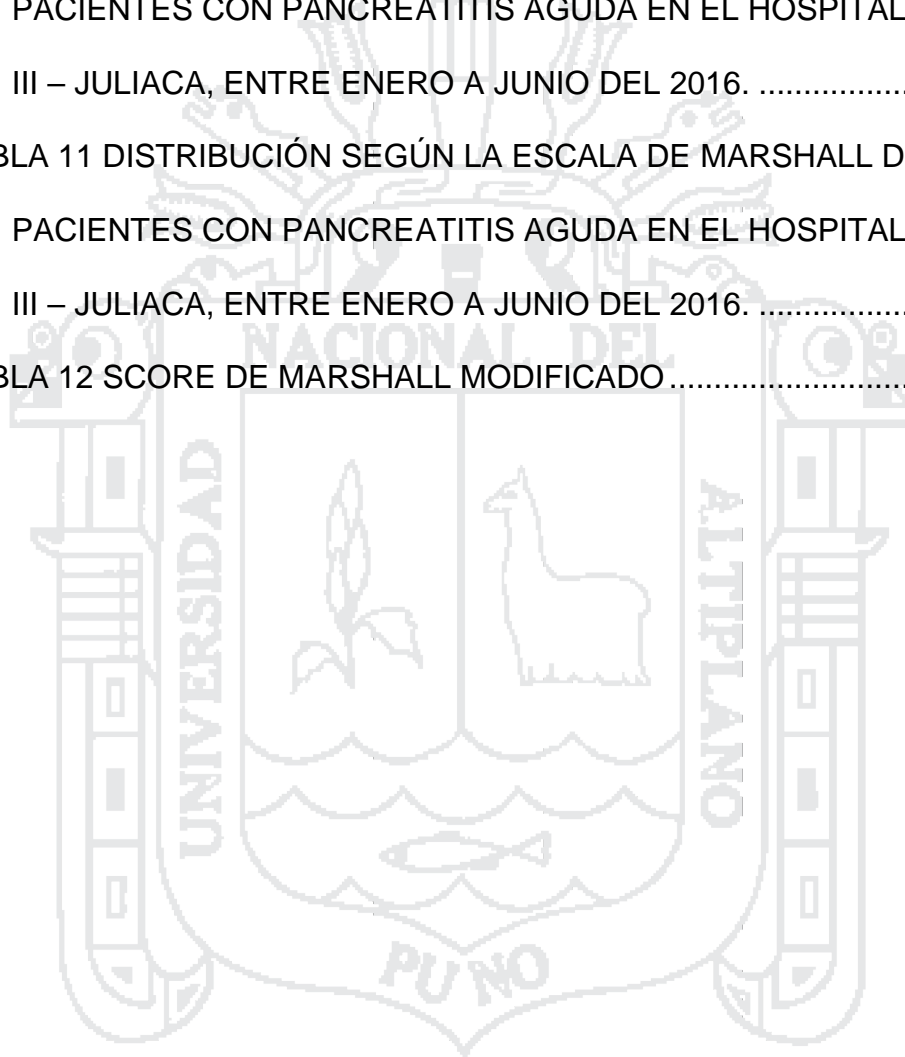 PACIENTES CON PANCREATITIS AGUDA EN EL HOSPITAL
III – JULIACA, ENTRE ENERO A JUNIO DEL 2016. ................
BLA 11 DISTRIBUCIÓN SEGÚN LA ESCALA DE MARSHALL D
PACIENTES CON PANCREATITIS AGUDA EN EL HOSPITAL
III – JULIACA, ENTRE ENERO A JUNIO DEL 2016. ................
NACIONAL DEL
BLA 12 SCORE DE MARSHALL MODIFICADO ..........................
UNIVERSIDAD
ALTIPLANO
PUNO